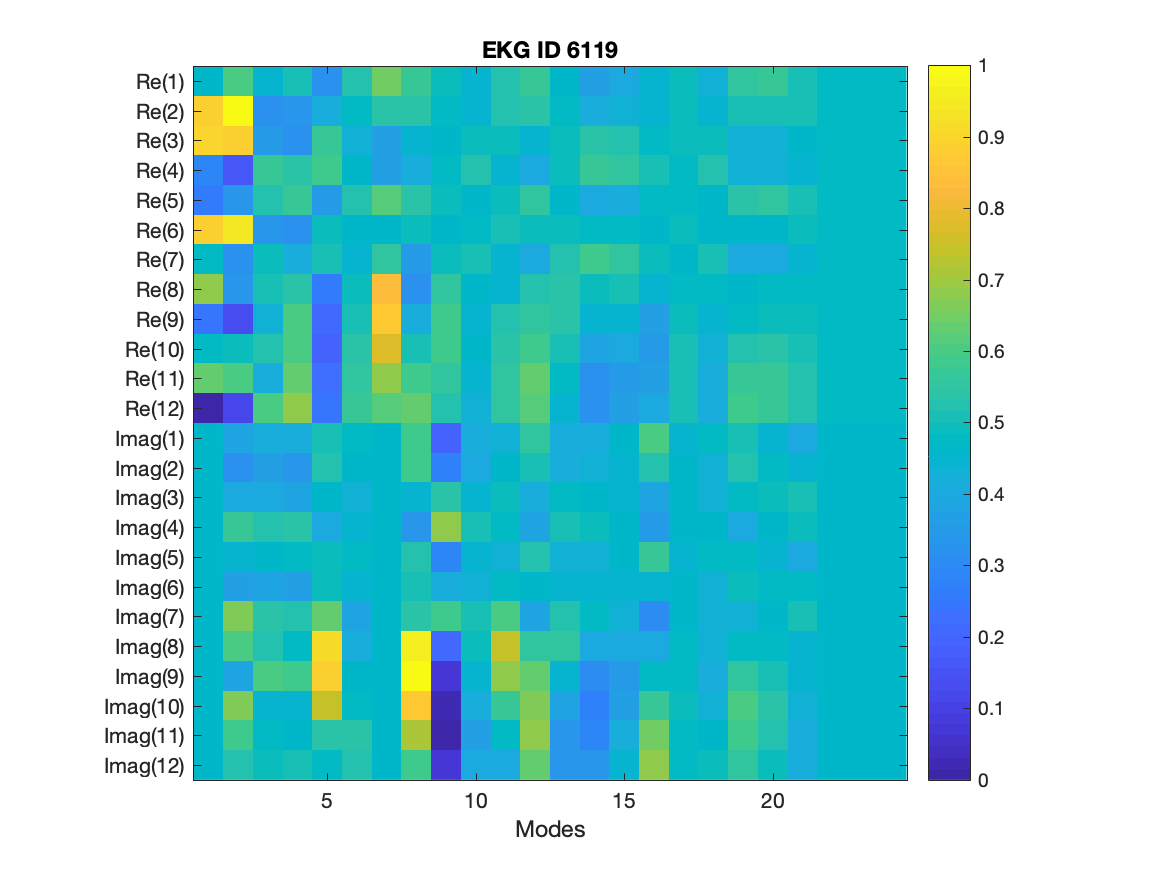 EKG ID 6119
Re(1)
Re(2)
Re(3)
Re(4)
Re(5)
Re(6)
Re(7)
Re(8)
Re(9)
Re(10)
Re(11)
Re(12)
Imag(1)
Imag(2)
Imag(3)
Imag(4)
Imag(5)
Imag(6)
Imag(7)
Imag(8)
Imag(9)
Imag(10)
Imag(11)
Imag(12)
5 10 15 20
Modes
1
0.9
0.8
0.7
0.6
0.5
0.4
0.3
0.2
0.1
0